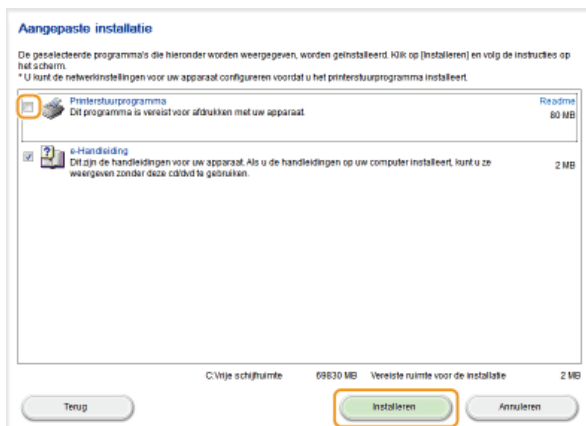 Aangepaste installatie
De geselecteerde programma's die hieronder worden weergegeven, worden geïnstalleerd. Klik op [Installeren] en volg de instructies op
het scherm.
* U kunt de netwerkinstellingen voor uw apparaat configureren voordat u het printerstuurprogramma installeert.
Printerstuurprogramma Readme
Dit programma is vereist voor afdrukken met uw apparaat. 80 MB
e-Handleiding
Dit zijn de handleidingen voor uw apparaat. Als u de handleidingen op uw computer installeert, kunt u ze 2 MB
weergeven zonder deze cd/dvd te gebruiken.
C:Vrije schijfruimte 69830 MB Vereiste ruimte voor de installatie 2 MB
Terug Installeren Annuleren